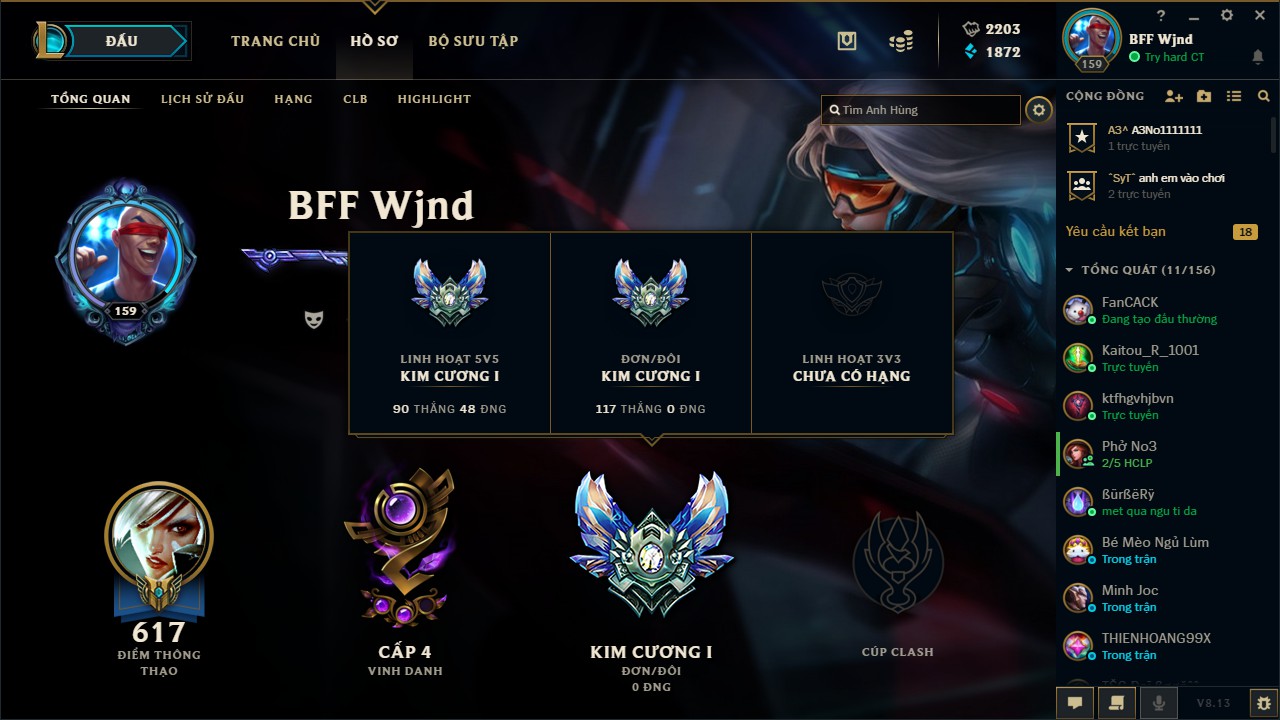 ĐẤU
TRANG CHỦ
HỒ SƠ
BỘ SƯU TẬP
2203
1872
?
BFF Wjnd
Try hard CT
159
TỔNG QUAN
LỊCH SỬ ĐẤU
HẠNG
CLB
HIGHLIGHT
Tìm Anh Hùng
BFF Wjnd
159
LINH HOẠT 5V5
KIM CƯƠNG I
90 THẮNG 48 ĐNG
ĐƠN/ĐÔI
KIM CƯƠNG I
117 THẮNG 0 ĐNG
LINH HOẠT 3V3
CHƯA CÓ HẠNG
617
ĐIỂM THÔNG
THẠO
CẤP 4
VINH DANH
KIM CƯƠNG I
ĐƠN/ĐÔI
0 ĐNG
CÚP CLASH
CỘNG ĐỒNG
A3^ A3No1111111
1 trực tuyến
ˆSyTˆ anh em vào chơi
2 trực tuyến
Yêu cầu kết bạn
18
TỔNG QUÁT (11/156)
FanCACK
Đang tạo đấu thường
Kaitou_R_1001
Trực tuyến
ktfhgvhjbvn
Trực tuyến
Phở No3
2/5 HCLP
ßürßëRÿ
met qua ngu ti da
Bé Mèo Ngủ Lùm
Trong trận
Minh Joc
Trong trận
THIENHOANG99X
Trong trận
V8.13